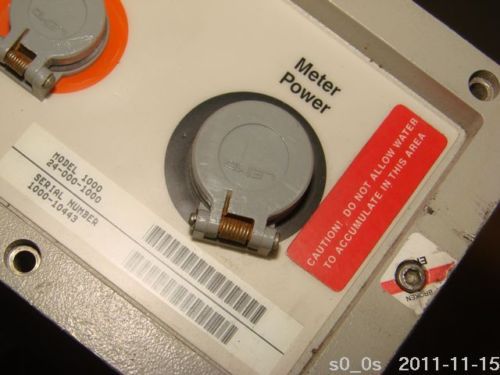 Meter
Power
CAUTION! DO NOT ALLOW WATER
TO ACCUMULATE IN THIS AREA
MODEL 1000
24-000-1000
SERIAL NUMBER
1000-10443
BROKEN
s0_0s 2011-11-15